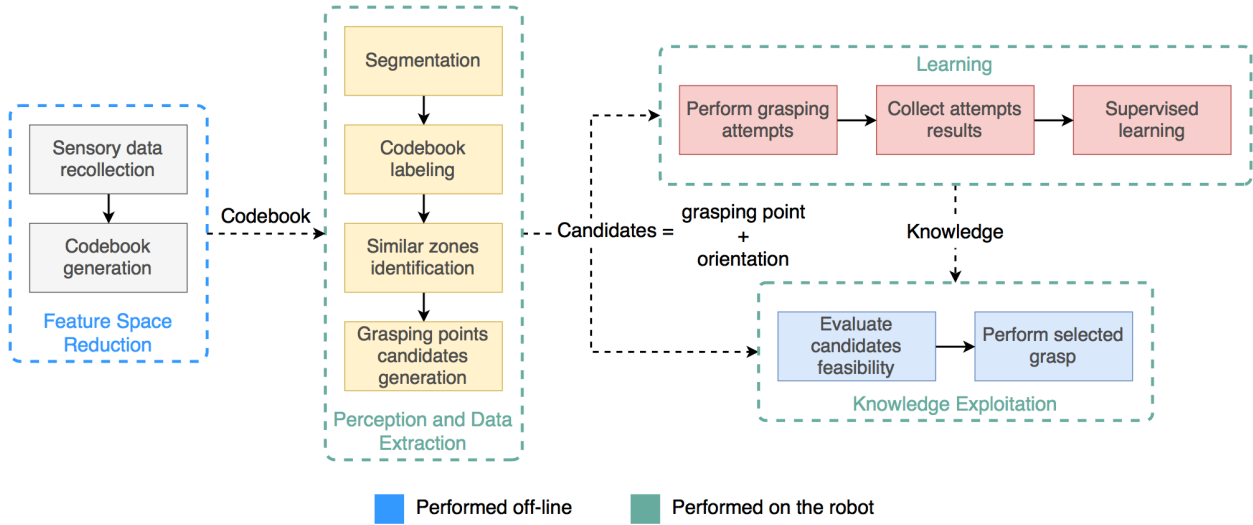 Sensory data
recollection
Codebook
generation
Feature Space
Reduction
Codebook
Segmentation
Codebook
labeling
Similar zones
identification
Grasping points
candidates
generation
Perception and Data
Extraction
Candidates =
grasping point
+
orientation
Learning
Perform grasping
attempts
Collect attempts
results
Supervised
learning
Knowledge
Evaluate
candidates
feasibility
Perform selected
grasp
Knowledge Exploitation
Performed off-line
Performed on the robot